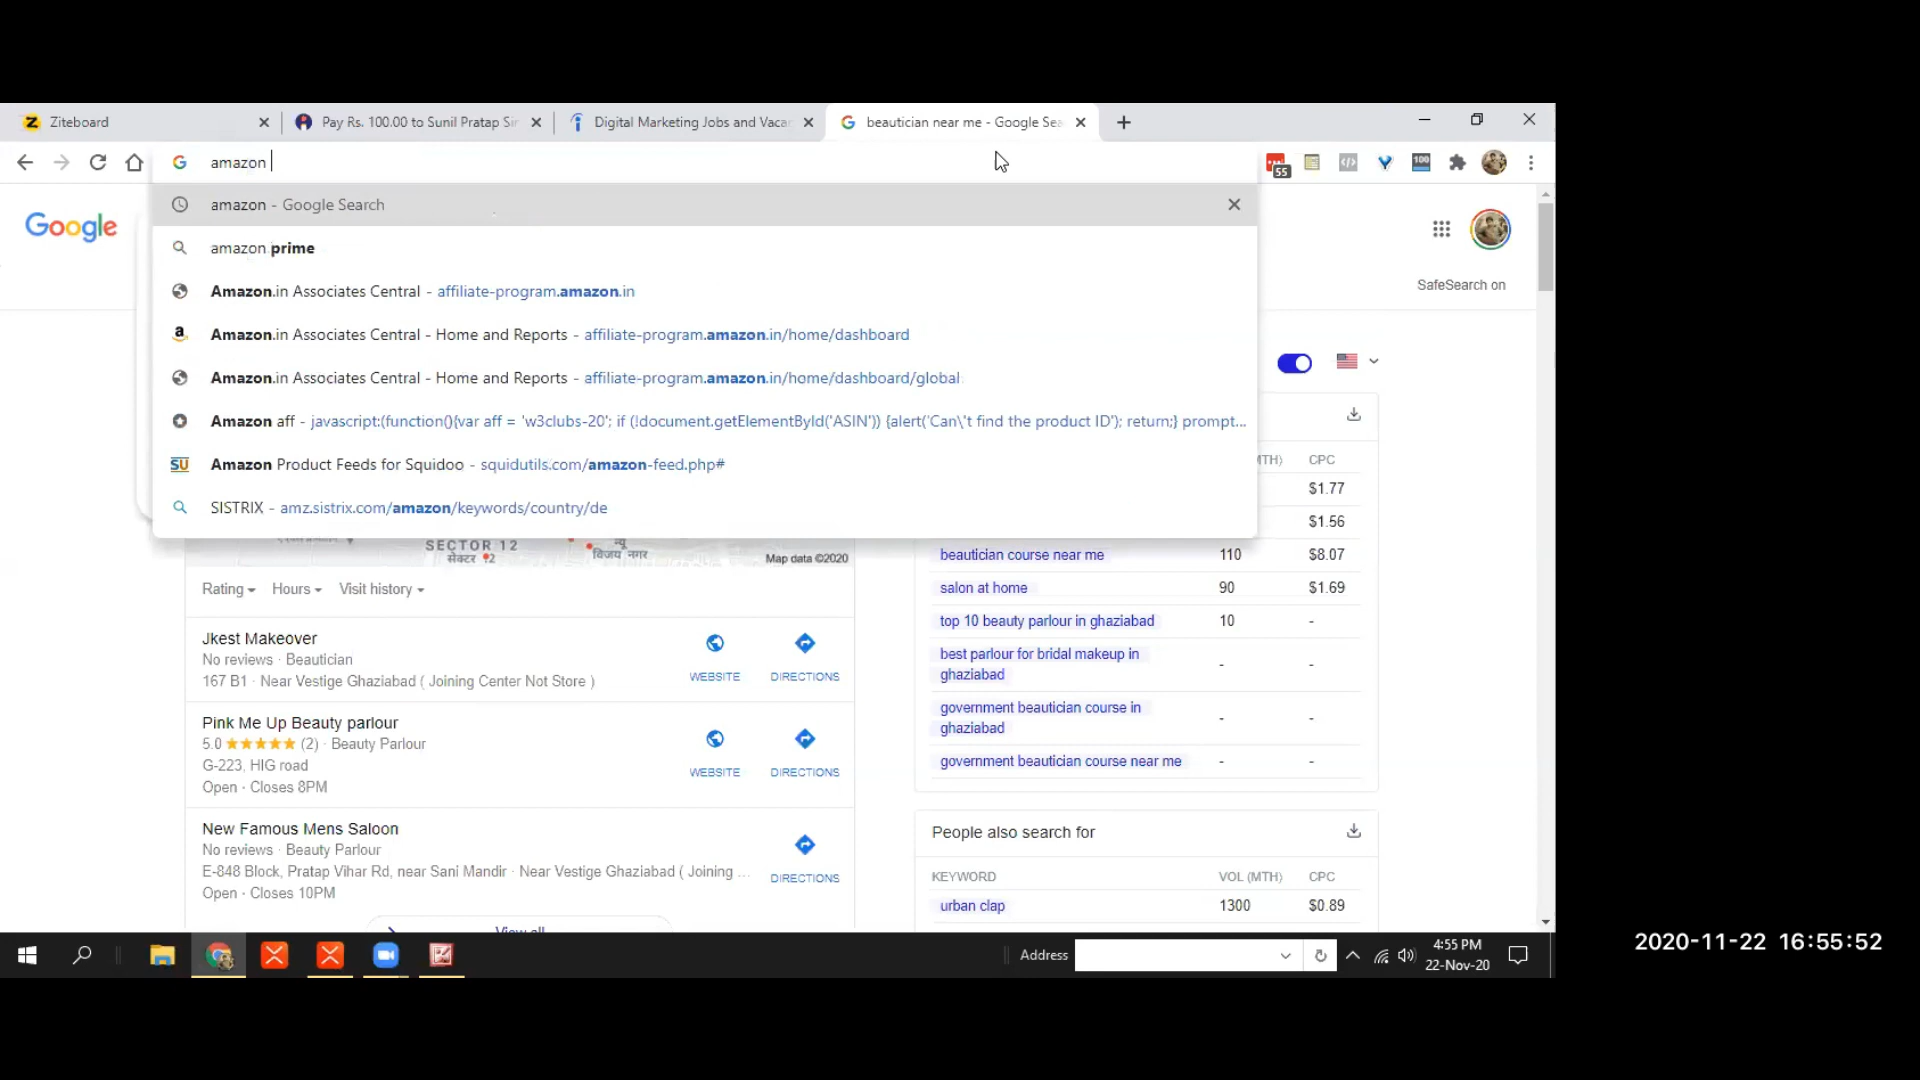 Ziteboard
Pay Rs. 100.00 to Sunil Pratap Sin
Digital Marketing Jobs and Vaca
beautician near me - Google Sea
amazon
55
100
amazon - Google Search
amazon prime
Amazon.in Associates Central - affiliate-program.amazon.in
Amazon.in Associates Central - Home and Reports - affiliate-program.amazon.in/home/dashboard
Amazon.in Associates Central - Home and Reports - affiliate-program.amazon.in/home/dashboard/global
Amazon aff - javascript:(function(){var aff = 'w3clubs-20'; if (!document.getElementById('ASIN')) {alert('Can\'t find the product ID'); return;} prompt...
SU Amazon Product Feeds for Squidoo - squidutils.com/amazon-feed.php#
SISTRIX - amz.sistrix.com/amazon/keywords/country/de
Google
SafeSearch on
MTH) CPC
$1.77
$1.56
beautician course near me 110 $8.07
salon at home 90 $1.69
top 10 beauty parlour in ghaziabad 10 -
best parlour for bridal makeup in
ghaziabad - -
government beautician course in
ghaziabad - -
government beautician course near me - -
SECTOR 12
सेक्टर १2
विजय नगर
Map data ©2020
Rating Hours Visit history
Jkest Makeover
No reviews · Beautician
167 B1 · Near Vestige Ghaziabad ( Joining Center Not Store )
WEBSITE DIRECTIONS
Pink Me Up Beauty parlour
5.0 (2) · Beauty Parlour
G-223, HIG road
Open · Closes 8PM
WEBSITE DIRECTIONS
New Famous Mens Saloon
No reviews · Beauty Parlour
E-848 Block, Pratap Vihar Rd, near Sani Mandir · Near Vestige Ghaziabad ( Joining ...
Open · Closes 10PM
DIRECTIONS
View all
People also search for
KEYWORD VOL (MTH) CPC
urban clap 1300 $0.89
Address
4:55 PM
22-Nov-20
2020-11-22 16:55:52